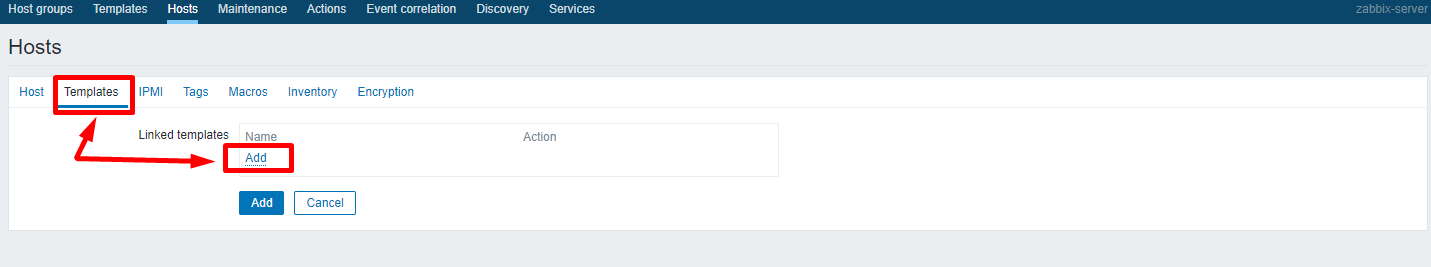 Host groups Templates Hosts Maintenance Actions Event correlation Discovery Services zabbix-server
Hosts
Host Templates IPMI Tags Macros Inventory Encryption
Linked templates Name Action
Add
Add Cancel